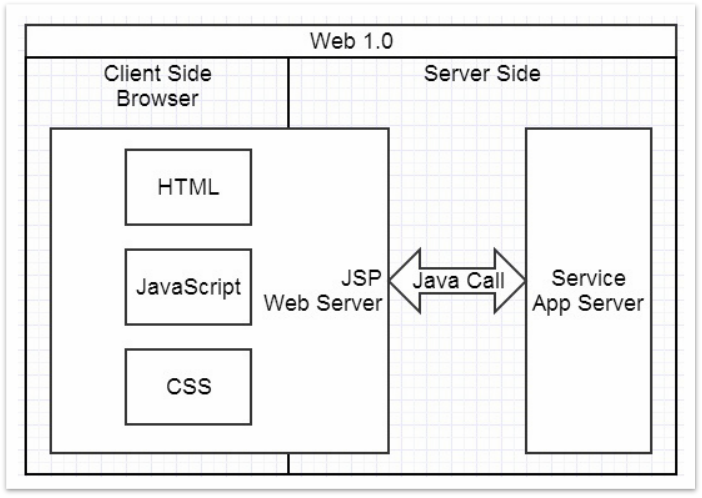 Web 1.0
Client Side
Browser
Server Side
HTML
JavaScript
CSS
JSP
Web Server
Java Call
Service
App Server